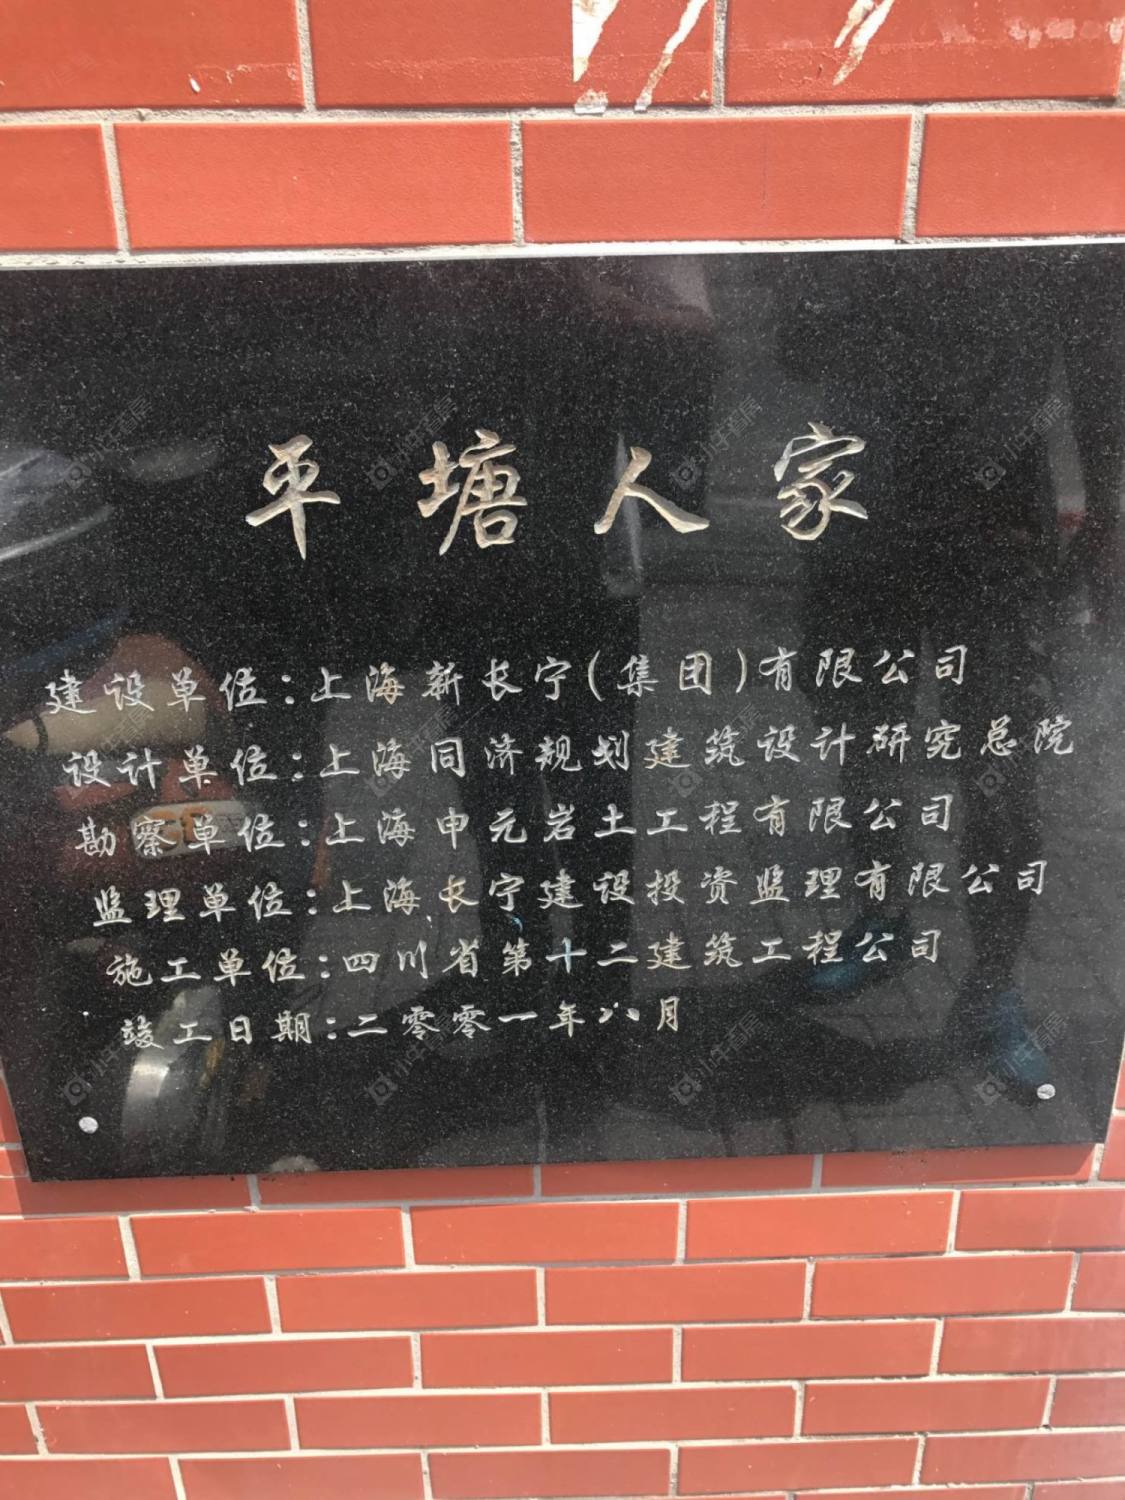 平塘人家
建设单位:上海新长宁(集团)有限公司
设计单位:上海同济规划建筑设计研究总院
勘察单位:上海申元岩土工程有限公司
监理单位:上海长宁建设投资监理有限公司
施工单位:四川省第十二建筑工程公司
竣工日期:二零零一年八月